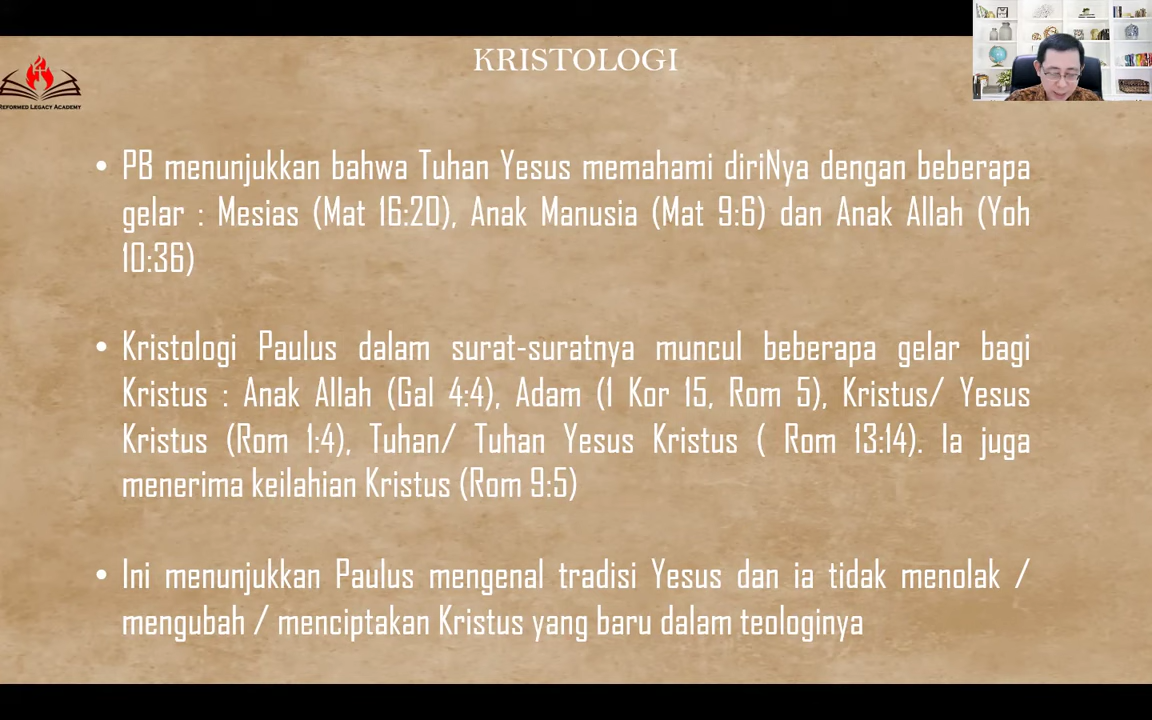 KRISTOLOGI
REFORMED LEGACY ACADEMY
• PB menunjukkan bahwa Tuhan Yesus memahami diriNya dengan beberapa
gelar : Mesias (Mat 16:20), Anak Manusia (Mat 9:6) dan Anak Allah (Yoh
10:36)
• Kristologi Paulus dalam surat-suratnya muncul beberapa gelar bagi
Kristus : Anak Allah (Gal 4:4), Adam (1 Kor 15, Rom 5), Kristus/ Yesus
Kristus (Rom 1:4), Tuhan/ Tuhan Yesus Kristus ( Rom 13:14). Ia juga
menerima keilahian Kristus (Rom 9:5)
• Ini menunjukkan Paulus mengenal tradisi Yesus dan ia tidak menolak /
mengubah / menciptakan Kristus yang baru dalam teologinya